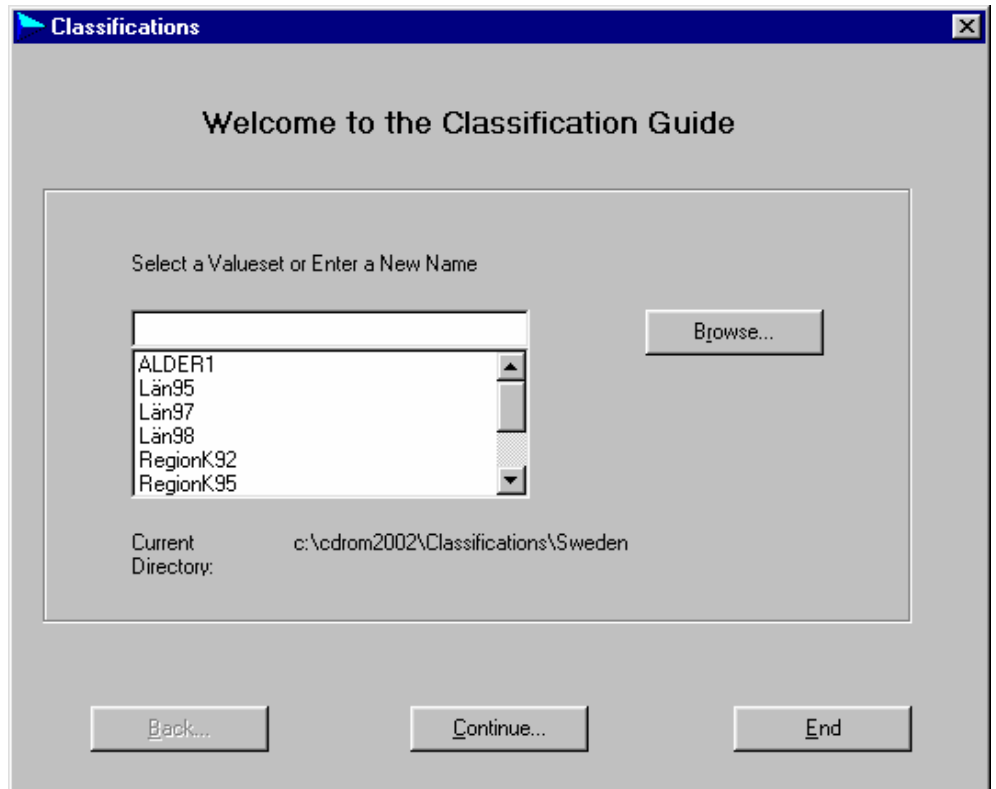 Classifications
Welcome to the Classification Guide
Select a Valueset or Enter a New Name
Browse...
ALDER1
Län95
Län97
Län98
RegionK92
RegionK95
Current Directory:
c:\cdrom2002\Classifications\Sweden
Back...
Continue...
End